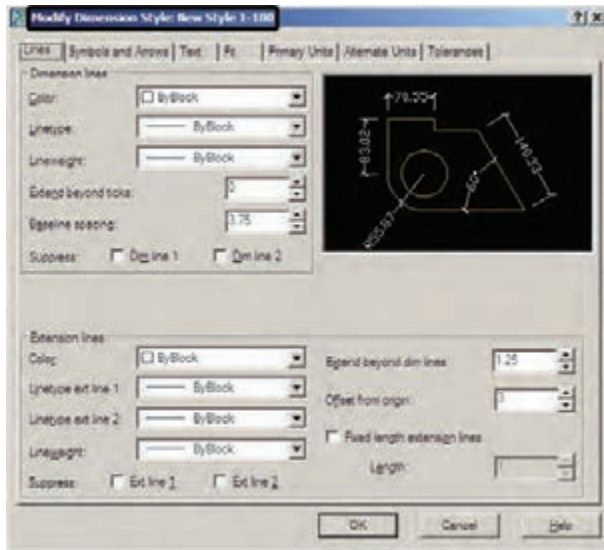 Modify Dimension Style: New Style 1-100
Lines Symbols and Arrows Text Fit Primary Units Alternate Units Tolerances
Dimension lines
Color: ByBlock
Linetype: ByBlock
Lineweight: ByBlock
Extend beyond ticks: 0
Baseline spacing: 3.75
Suppress: Dim line 1 Dim line 2
Extension lines
Color: ByBlock
Linetype ext line 1: ByBlock
Linetype ext line 2: ByBlock
Lineweight: ByBlock
Suppress: Ext line 1 Ext line 2
Extend beyond dim lines: 1.25
Offset from origin: 3
Fixed length extension lines
Length:
60°
OK Cancel Help